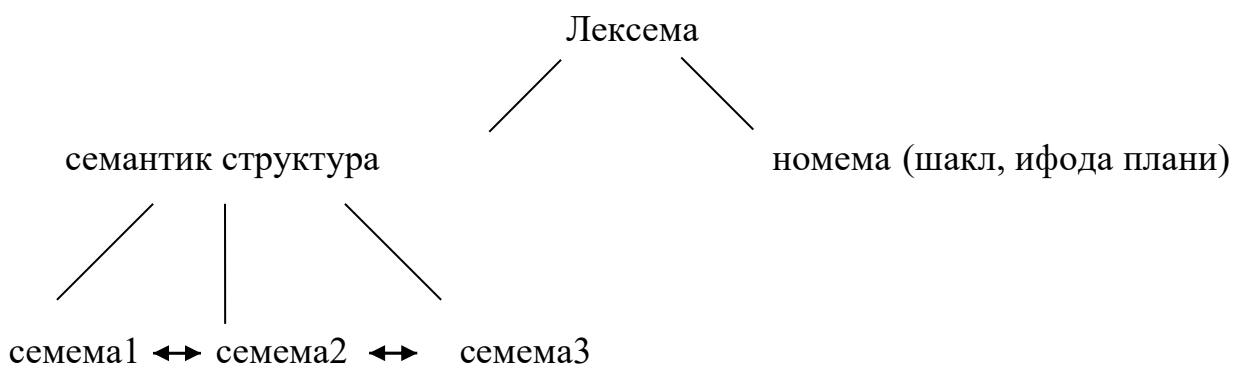 Лексема
семантик структура номема (шакл, ифода плани)
семема1 семема2 семема3